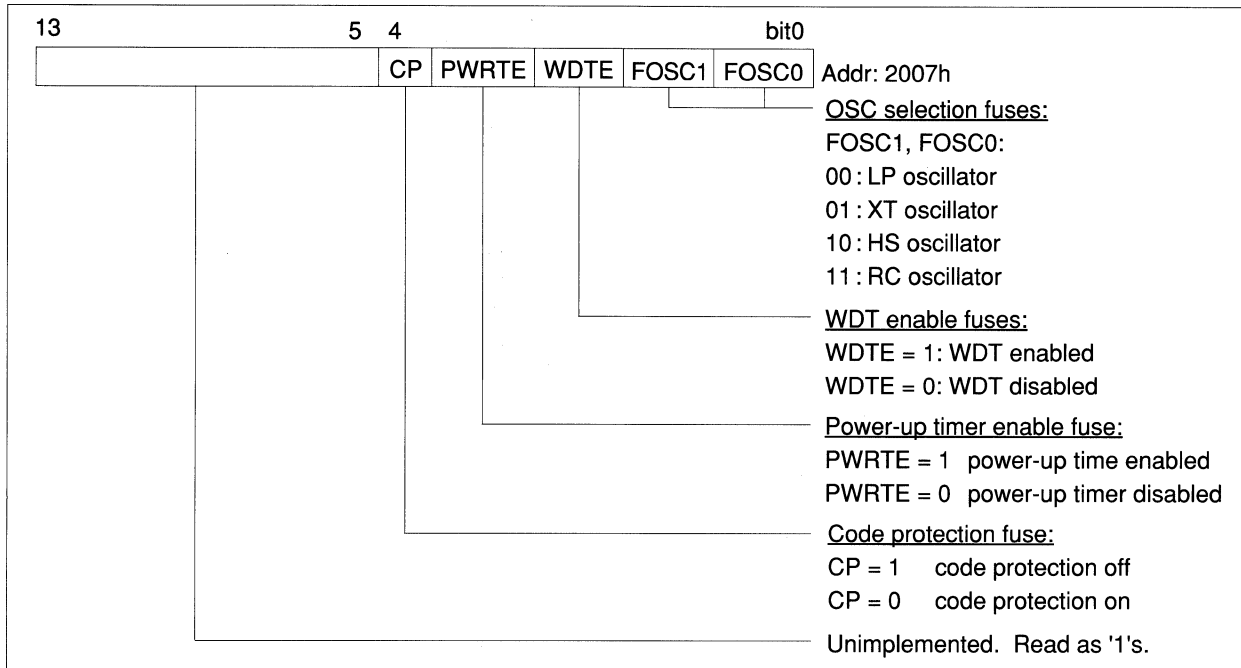 13 5 4 bit0
CP PWRTE WDTE FOSC1 FOSC0 Addr: 2007h
OSC selection fuses:
FOSC1, FOSC0:
00 : LP oscillator
01 : XT oscillator
10 : HS oscillator
11 : RC oscillator
WDT enable fuses:
WDTE = 1: WDT enabled
WDTE = 0: WDT disabled
Power-up timer enable fuse:
PWRTE = 1 power-up time enabled
PWRTE = 0 power-up timer disabled
Code protection fuse:
CP = 1 code protection off
CP = 0 code protection on
Unimplemented. Read as '1's.